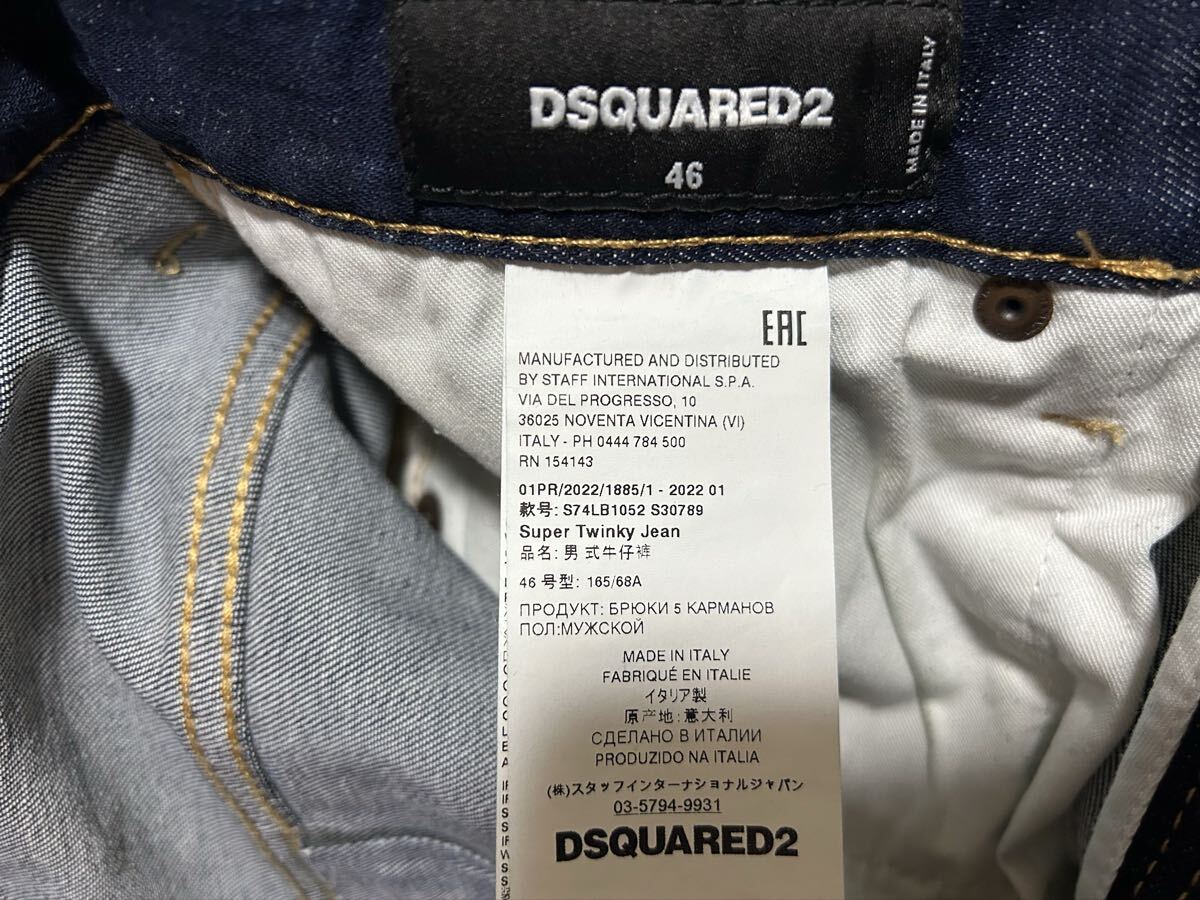 DSQUARED2
46
MADE IN ITALY
EAC
MANUFACTURED AND DISTRIBUTED
BY STAFF INTERNATIONAL S.P.A.
VIA DEL PROGRESSO, 10
36025 NOVENTA VICENTINA (VI)
ITALY - PH 0444 784 500
RN 154143
01PR/2022/1885/1 - 2022 01
款号: S74LB1052 S30789
Super Twinky Jean
品名: 男 式牛仔裤
46 号型: 165/68A
ПРОДУКТ: БРЮКИ 5 КАРМАНОВ
ПОЛ:МУЖСКОЙ
MADE IN ITALY
FABRIQUÉ EN ITALIE
イタリア製
原产地:意大利
СДЕЛАНО В ИТАЛИИ
PRODUZIDO NA ITALIA
(株)スタッフインターナショナルジャパン
03-5794-9931
DSQUARED2